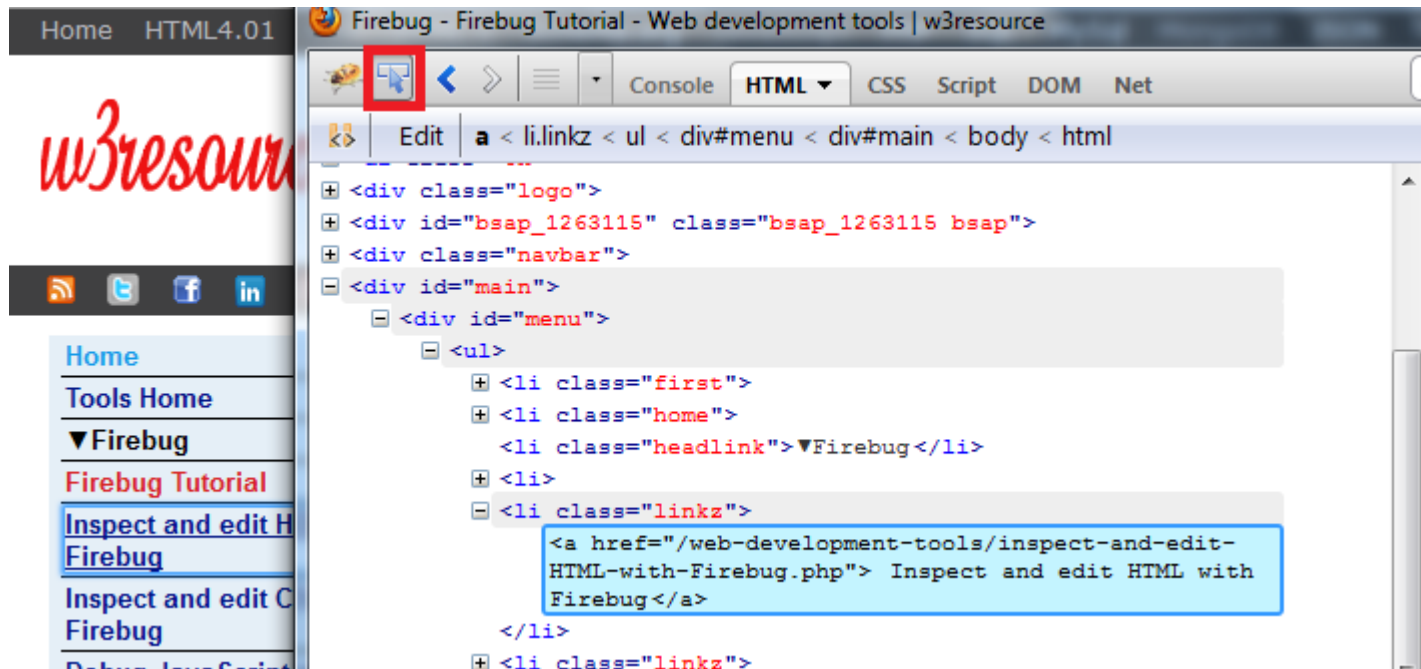 Home HTML4.01
Firebug - Firebug Tutorial - Web development tools | w3resource
Console HTML ▼ CSS Script DOM Net
Edit a < li.linkz < ul < div#menu < div#main < body < html
w3resour
<div class="logo">
<div id="bsap_1263115" class="bsap_1263115 bsap">
<div class="navbar">
<div id="main">
<div id="menu">
<ul>
<li class="first">
<li class="home">
<li class="headlink">▼Firebug</li>
<li>
<li class="linkz">
<a href="/web-development-tools/inspect-and-edit-
HTML-with-Firebug.php"> Inspect and edit HTML with
Firebug</a>
</li>
<li class="linkz">
Home
Tools Home
▼Firebug
Firebug Tutorial
Inspect and edit H
Firebug
Inspect and edit C
Firebug
Debug JavaScript